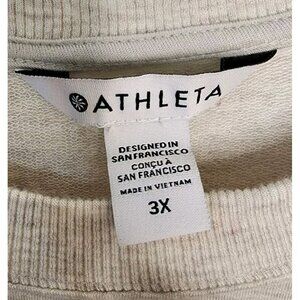 ATHLETA
DESIGNED IN
SAN FRANCISCO
CONÇU À
SAN FRANCISCO
MADE IN VIETNAM
3X